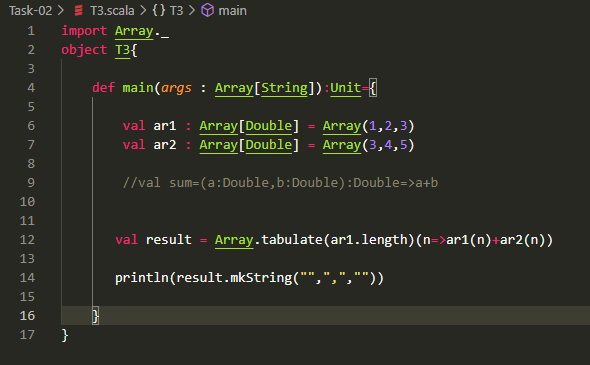 Task-02 > T3.scala > {} T3 > main
1 import Array._
2 object T3{
3
4 def main(args : Array[String]):Unit={
5
6 val ar1 : Array[Double] = Array(1,2,3)
7 val ar2 : Array[Double] = Array(3,4,5)
8
9 //val sum=(a:Double,b:Double):Double=>a+b
10
11
12 val result = Array.tabulate(ar1.length)(n=>ar1(n)+ar2(n))
13
14 println(result.mkString("",",",""))
15
16 }
17 }